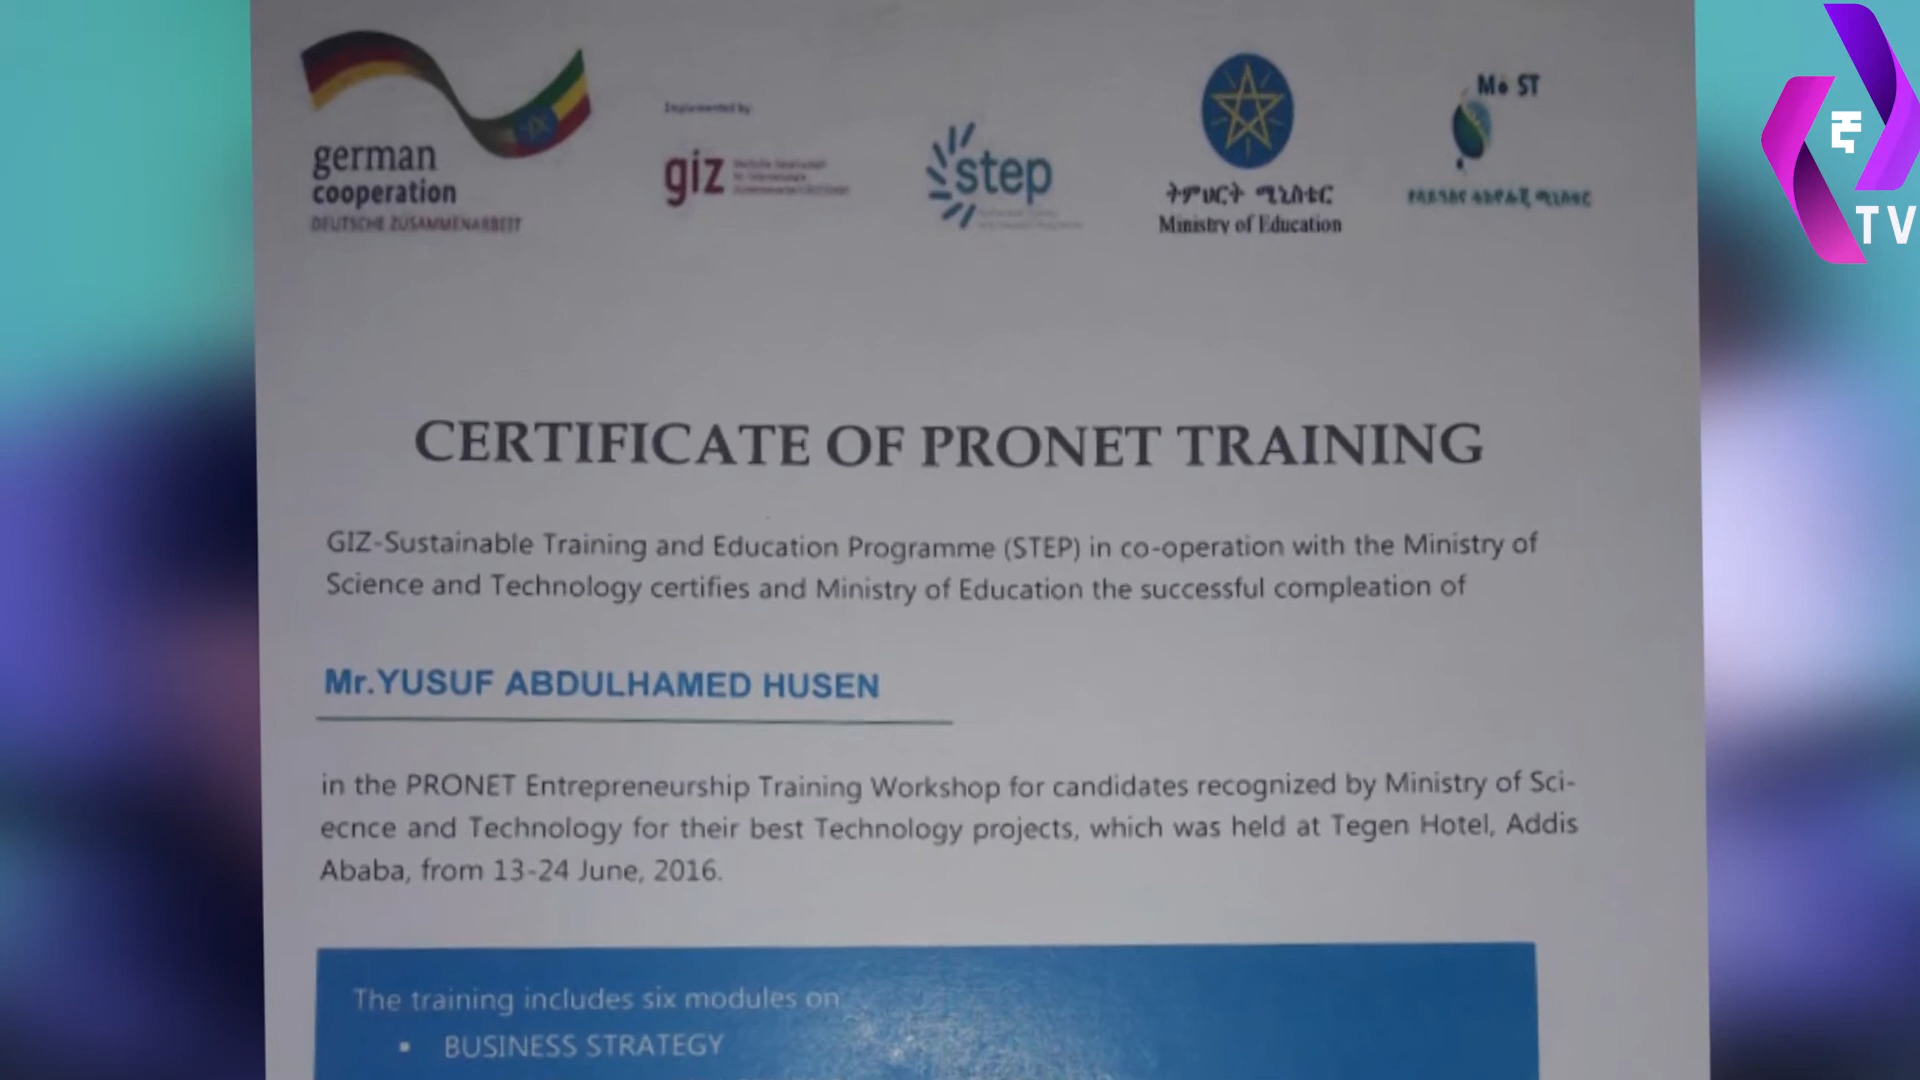 german
cooperation
DEUTSCHE ZUSAMMENARBEIT
Implemented by
giz
step
ትምህርት ሚኒስቴር
Ministry of Education
MoST
ዩ
TV
CERTIFICATE OF PRONET TRAINING
GIZ-Sustainable Training and Education Programme (STEP) in co-operation with the Ministry of
Science and Technology certifies and Ministry of Education the successful compleation of
Mr.YUSUF ABDULHAMED HUSEN
in the PRONET Entrepreneurship Training Workshop for candidates recognized by Ministry of Sci-
ecnce and Technology for their best Technology projects, which was held at Tegen Hotel, Addis
Ababa, from 13-24 June, 2016.
The training includes six modules on
▪ BUSINESS STRATEGY